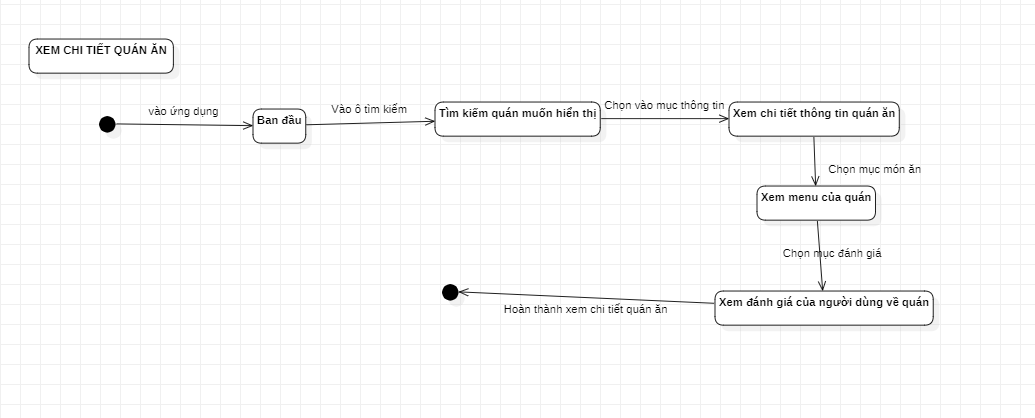 XEM CHI TIẾT QUÁN ĂN
vào ứng dụng
Ban đầu
Vào ô tìm kiếm
Tìm kiếm quán muốn hiển thị
Chọn vào mục thông tin
Xem chi tiết thông tin quán ăn
Chọn mục món ăn
Xem menu của quán
Chọn mục đánh giá
Xem đánh giá của người dùng về quán
Hoàn thành xem chi tiết quán ăn